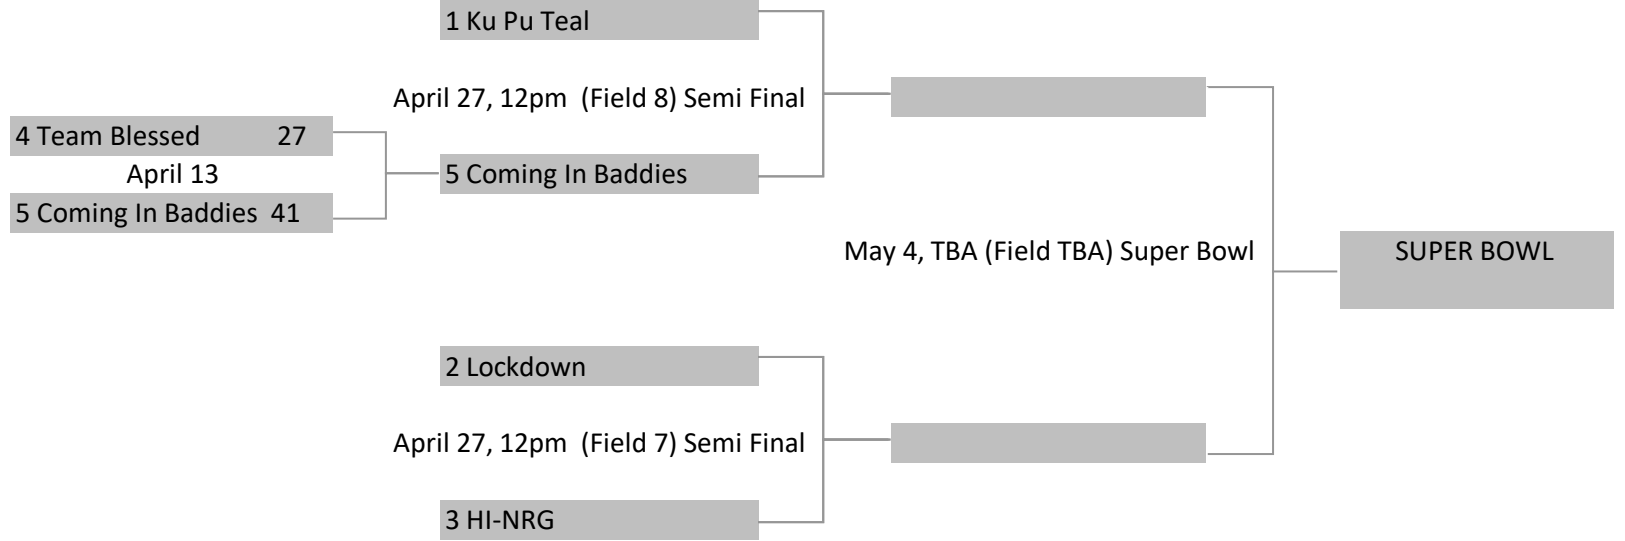 1 Ku Pu Teal
April 27, 12pm (Field 8) Semi Final
4 Team Blessed 27
April 13
5 Coming In Baddies
5 Coming In Baddies 41
May 4, TBA (Field TBA) Super Bowl
SUPER BOWL
2 Lockdown
April 27, 12pm (Field 7) Semi Final
3 HI-NRG